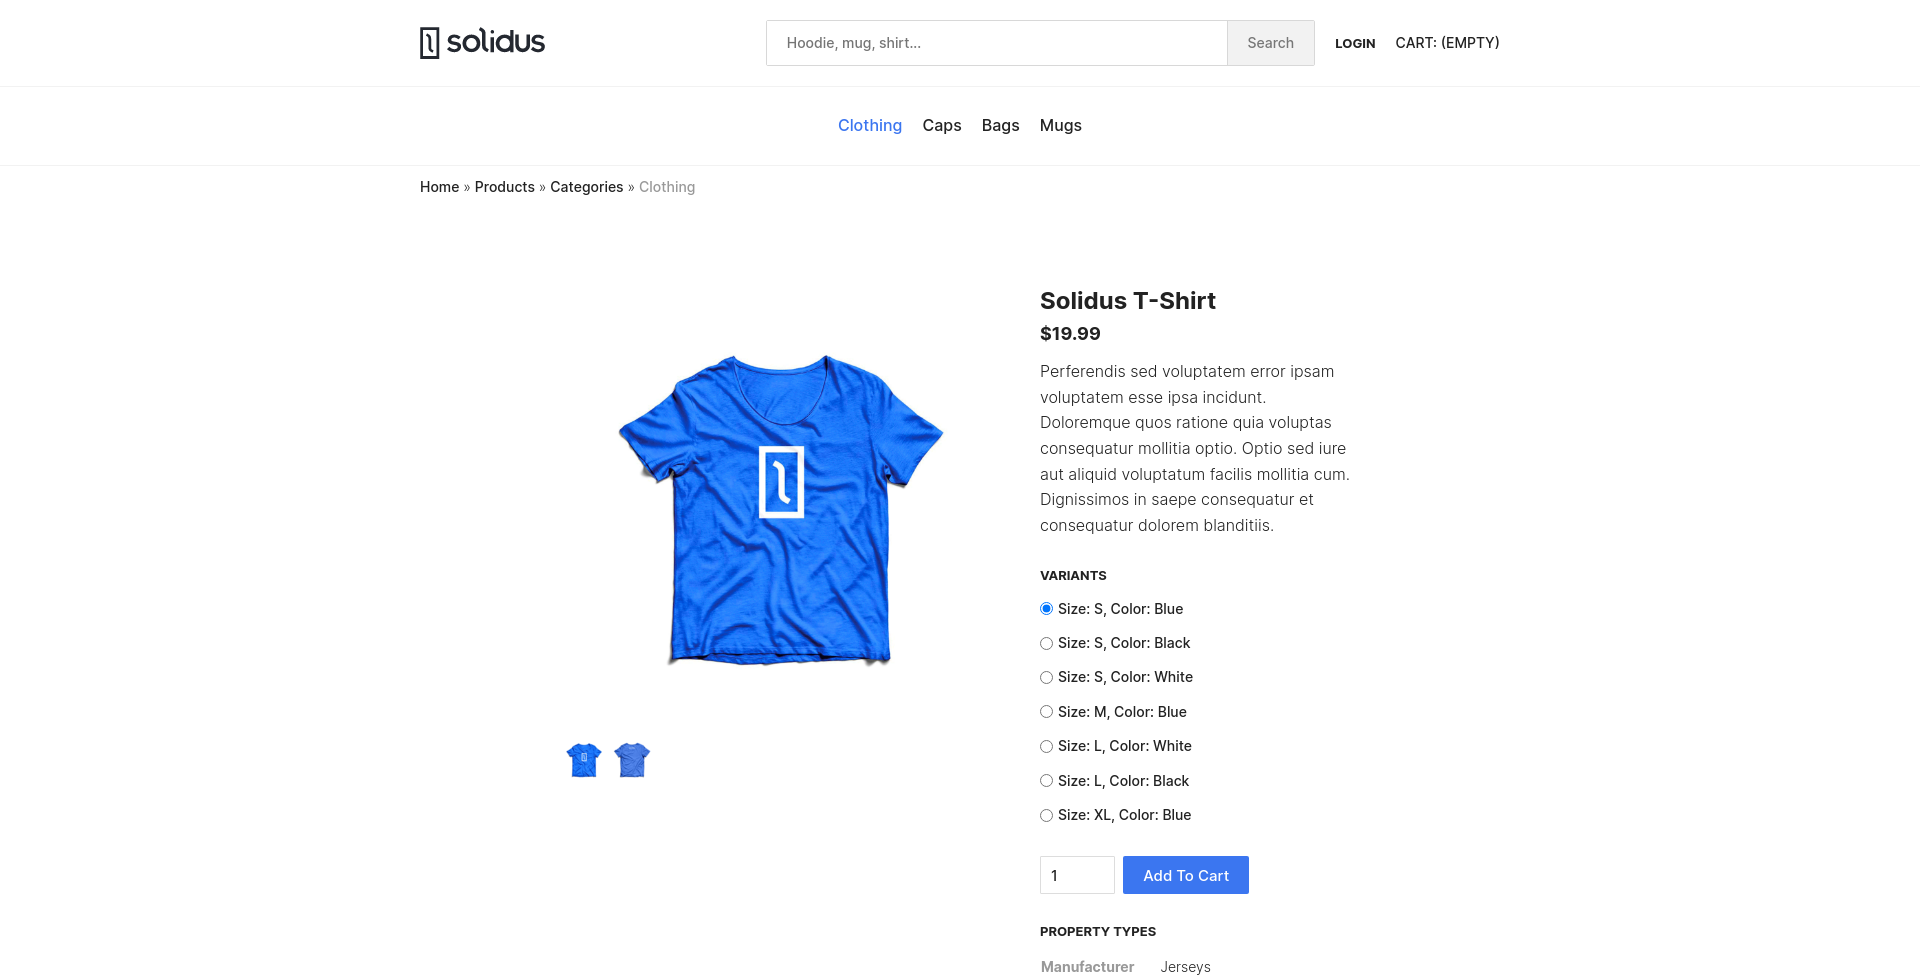 solidus
Hoodie, mug, shirt...
Search
LOGIN
CART: (EMPTY)
Clothing
Caps
Bags
Mugs
Home » Products » Categories » Clothing
Solidus T-Shirt
$19.99
Perferendis sed voluptatem error ipsam
voluptatem esse ipsa incidunt.
Doloremque quos ratione quia voluptas
consequatur mollitia optio. Optio sed iure
aut aliquid voluptatum facilis mollitia cum.
Dignissimos in saepe consequatur et
consequatur dolorem blanditiis.
VARIANTS
Size: S, Color: Blue
Size: S, Color: Black
Size: S, Color: White
Size: M, Color: Blue
Size: L, Color: White
Size: L, Color: Black
Size: XL, Color: Blue
1
Add To Cart
PROPERTY TYPES
Manufacturer Jerseys